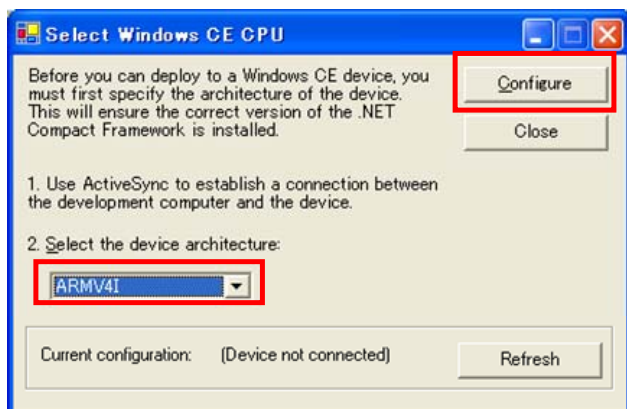 Select Windows CE CPU
Before you can deploy to a Windows CE device, you
must first specify the architecture of the device.
This will ensure the correct version of the .NET
Compact Framework is installed.
Configure
Close
1. Use ActiveSync to establish a connection between
the development computer and the device.
2. Select the device architecture:
ARMV4I
Current configuration: (Device not connected)
Refresh